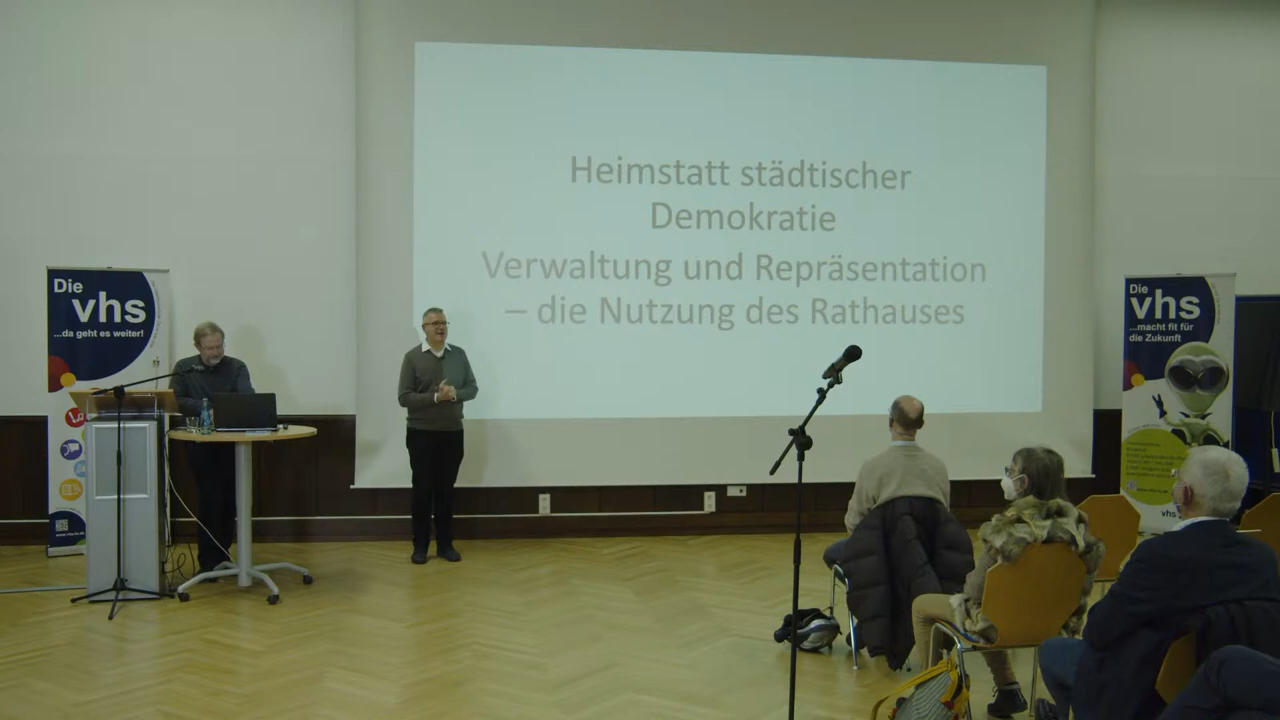 Heimstatt städtischer
Demokratie
Verwaltung und Repräsentation
– die Nutzung des Rathauses
Die
vhs
...da geht es weiter!
Die
vhs
...macht fit für
die Zukunft
vhs